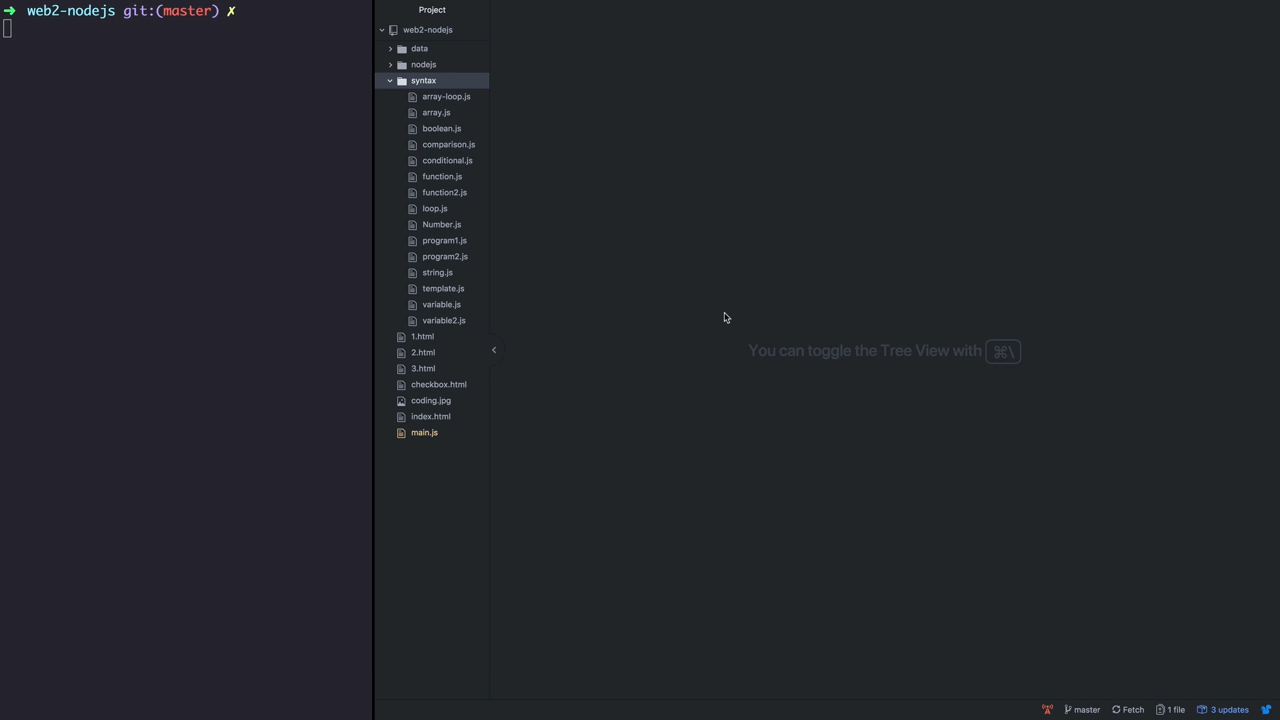 ➜ web2-nodejs git:(master) ✗
Project
web2-nodejs
data
nodejs
syntax
array-loop.js
array.js
boolean.js
comparison.js
conditional.js
function.js
function2.js
loop.js
Number.js
program1.js
program2.js
string.js
template.js
variable.js
variable2.js
1.html
2.html
3.html
checkbox.html
coding.jpg
index.html
main.js
You can toggle the Tree View with ⌘\
master Fetch 1 file 3 updates